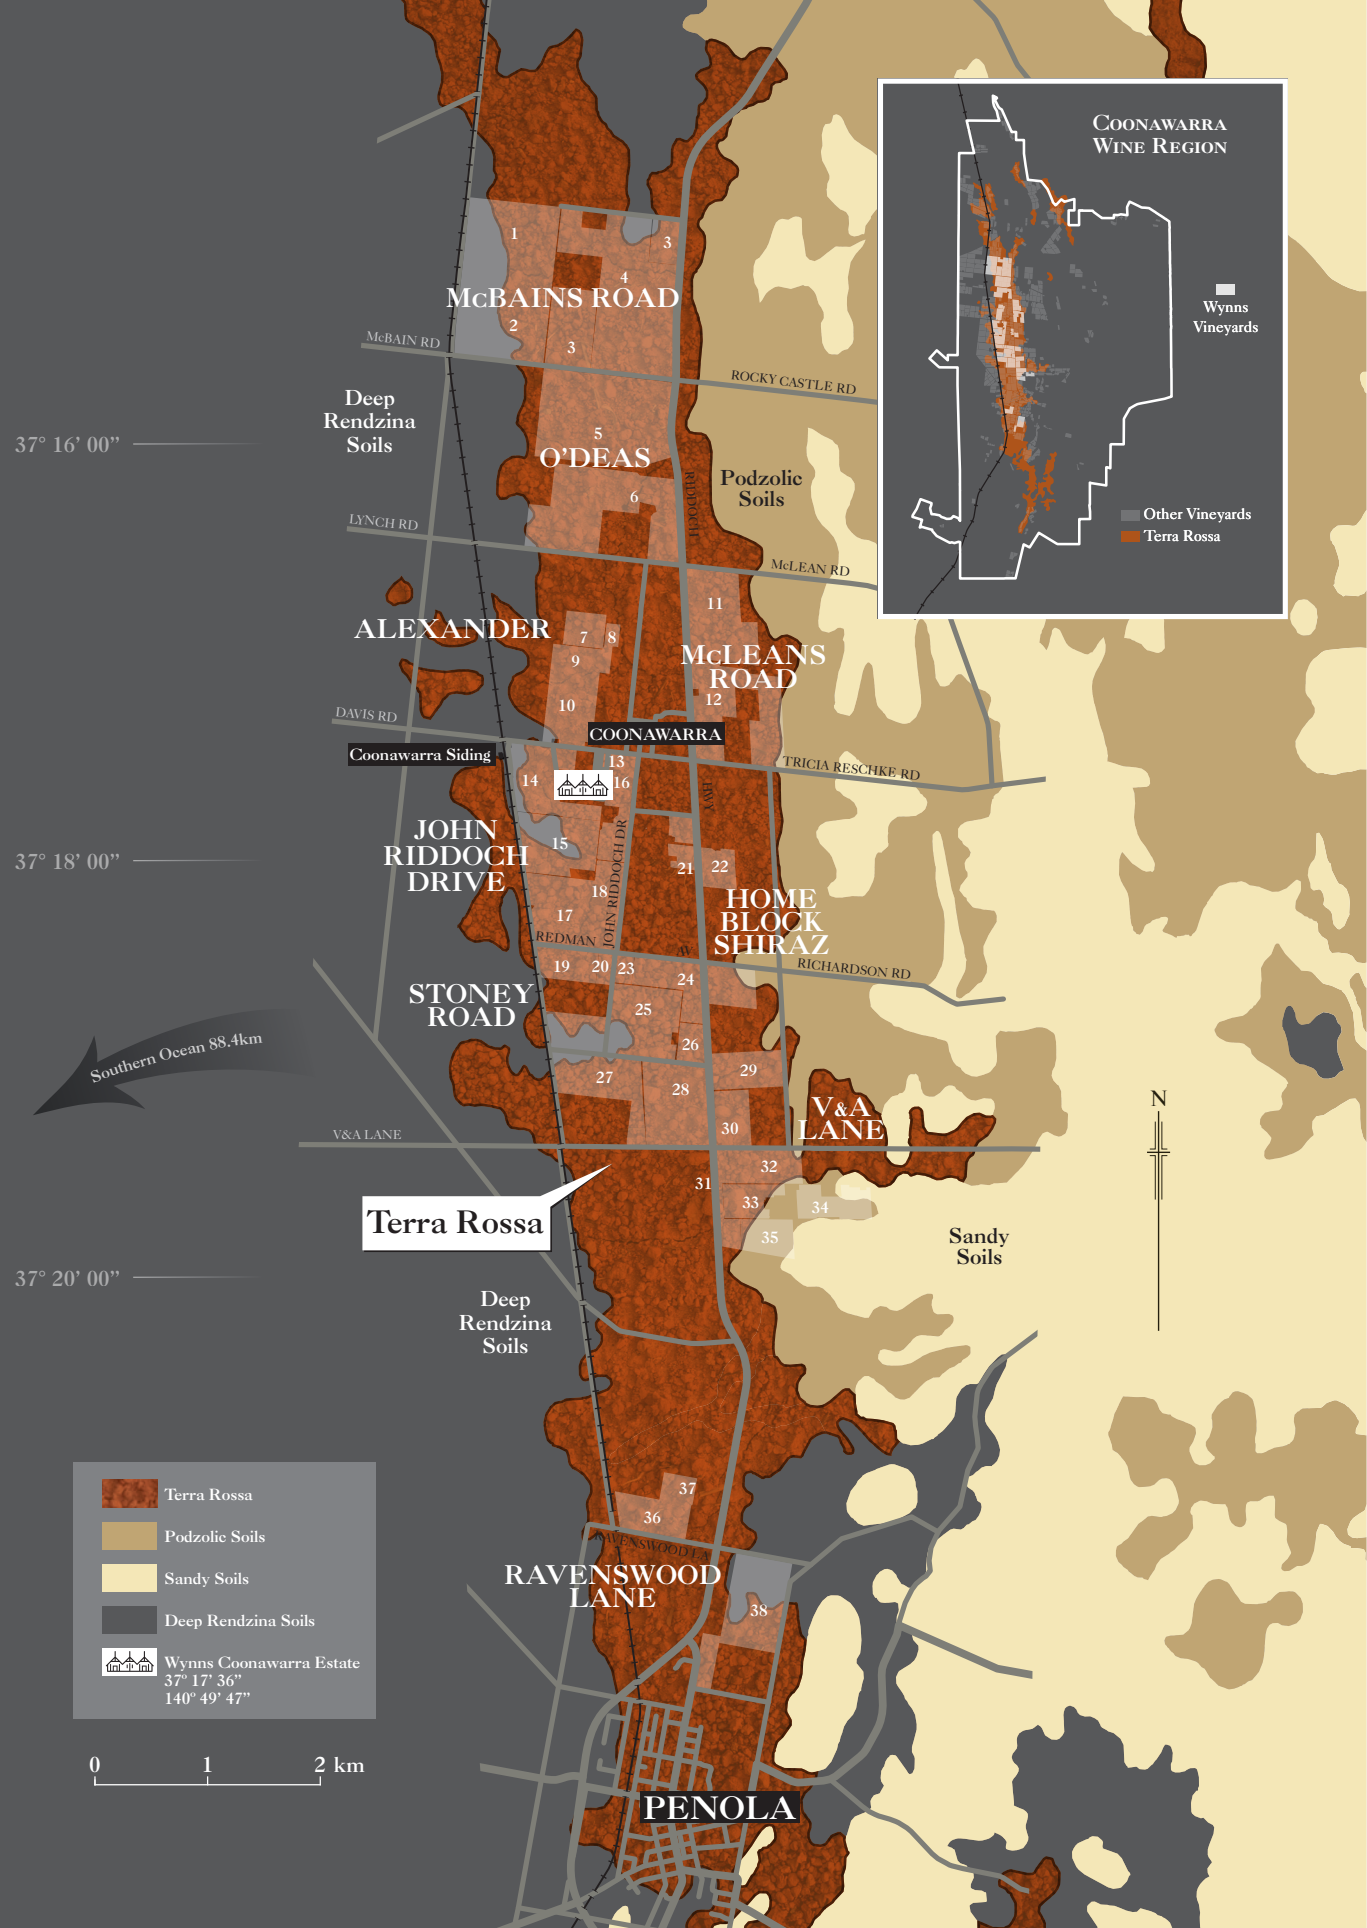 COONAWARRA
WINE REGION
Wynns
Vineyards
Other Vineyards
Terra Rossa
1
3
4
McBAINS ROAD
2
3
McBAIN RD
ROCKY CASTLE RD
Deep
Rendzina
Soils
37° 16' 00"
5
O'DEAS
6
RIDDOCH
Podzolic
Soils
LYNCH RD
McLEAN RD
11
ALEXANDER
7
8
9
McLEANS
ROAD
10
12
DAVIS RD
COONAWARRA
Coonawarra Siding
13
14
16
TRICIA RESCHKE RD
HWY
JOHN
RIDDOCH
DRIVE
15
JOHN RIDDOCH DR
37° 18' 00"
21
22
18
17
HOME
BLOCK
SHIRAZ
REDMAN
AV
19
20
23
24
RICHARDSON RD
STONEY
ROAD
25
26
Southern Ocean 88.4km
27
28
29
V&A
LANE
30
V&A LANE
N
32
31
33
34
35
Terra Rossa
Sandy
Soils
37° 20' 00"
Deep
Rendzina
Soils
37
36
RAVENSWOOD LA
RAVENSWOOD
LANE
38
Terra Rossa
Podzolic Soils
Sandy Soils
Deep Rendzina Soils
Wynns Coonawarra Estate
37º 17' 36"
140º 49' 47"
0 1 2 km
PENOLA